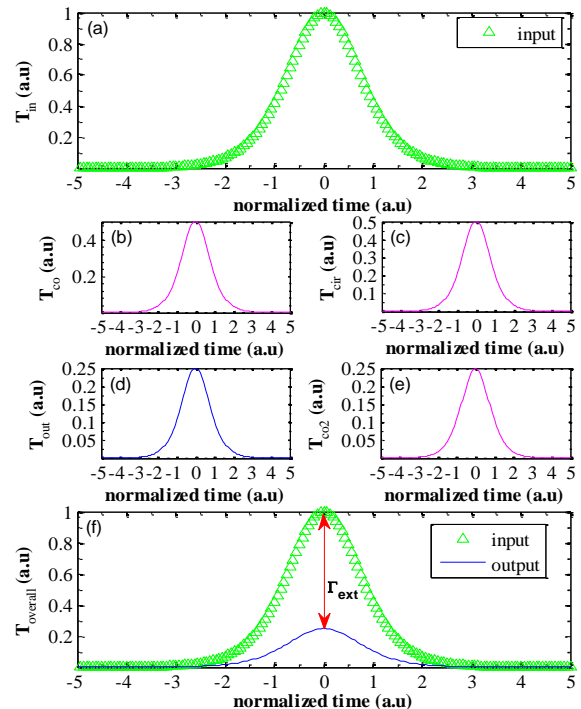 (a)
input
T_in (a.u)
1
0.8
0.6
0.4
0.2
-5 -4 -3 -2 -1 0 1 2 3 4 5
normalized time (a.u)
(b)
T_co (a.u)
0.4
0.2
-5 -4 -3 -2 -1 0 1 2 3 4 5
normalized time (a.u)
(c)
T_cir (a.u)
0.5
0.4
0.3
0.2
0.1
-5 -4 -3 -2 -1 0 1 2 3 4 5
normalized time (a.u)
(d)
T_out (a.u)
0.25
0.2
0.15
0.1
0.05
-5 -4 -3 -2 -1 0 1 2 3 4 5
normalized time (a.u)
(e)
T_co2 (a.u)
0.25
0.2
0.15
0.1
0.05
-5 -4 -3 -2 -1 0 1 2 3 4 5
normalized time (a.u)
(f)
input
output
Γ_ext
T_overall (a.u)
1
0.8
0.6
0.4
0.2
-5 -4 -3 -2 -1 0 1 2 3 4 5
normalized time (a.u)